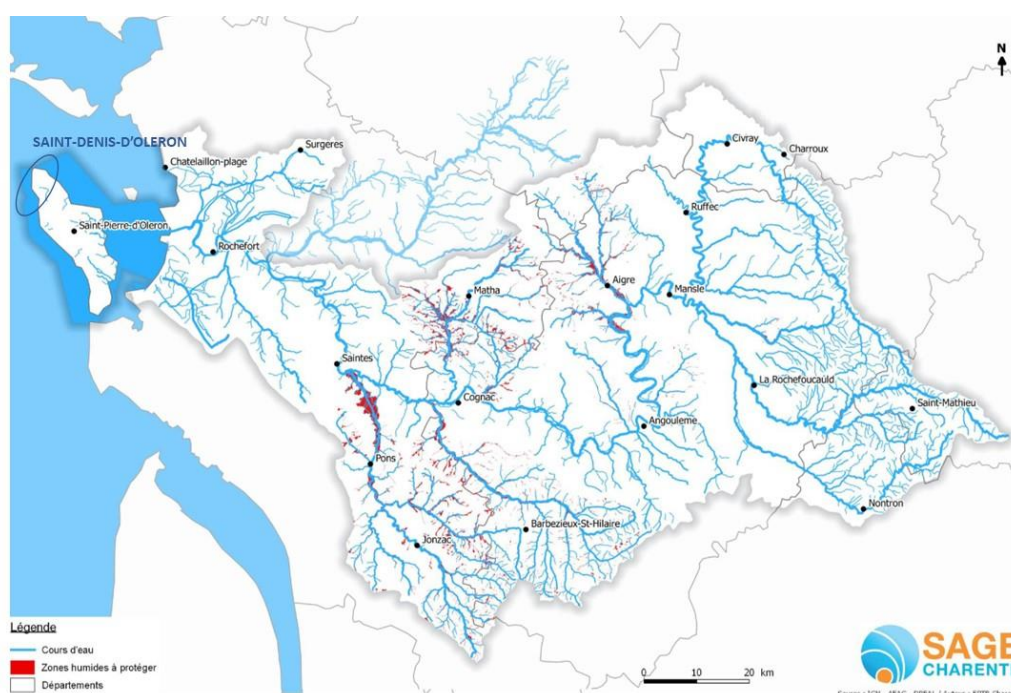 N
SAINT-DENIS-D'OLERON
Surgeres
Civray
Charroux
Chatelaillon-plage
Ruffec
Saint-Pierre-d'Oleron
Rochefort
Aigre
Matha
Mansle
Saintes
La Rochefoucauld
Cognac
Saint-Mathieu
Angouleme
Pons
Nontron
Barbezieux-St-Hilaire
Jonzac
Légende
Cours d'eau
Zones humides à protéger
Départements
0 10 20 km
SAGE
CHARENTE